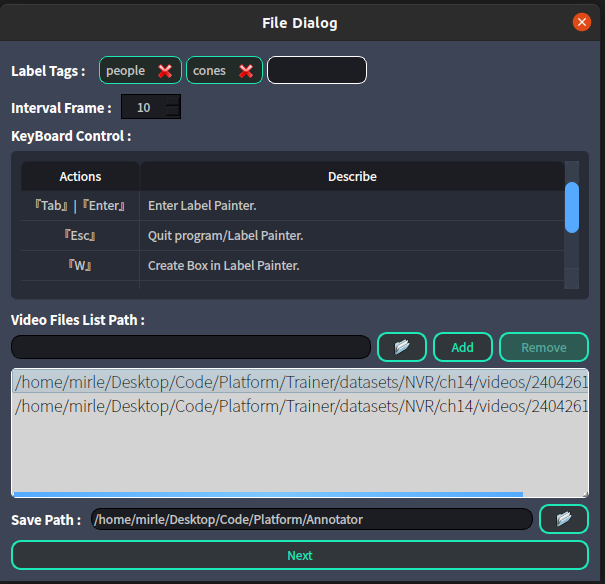 File Dialog
Label Tags : people cones
Interval Frame : 10
KeyBoard Control :
Actions Describe
『Tab』|『Enter』 Enter Label Painter.
『Esc』 Quit program/Label Painter.
『W』 Create Box in Label Painter.
Video Files List Path :
Add Remove
/home/mirle/Desktop/Code/Platform/Trainer/datasets/NVR/ch14/videos/2404261
/home/mirle/Desktop/Code/Platform/Trainer/datasets/NVR/ch14/videos/2404261
Save Path : /home/mirle/Desktop/Code/Platform/Annotator
Next